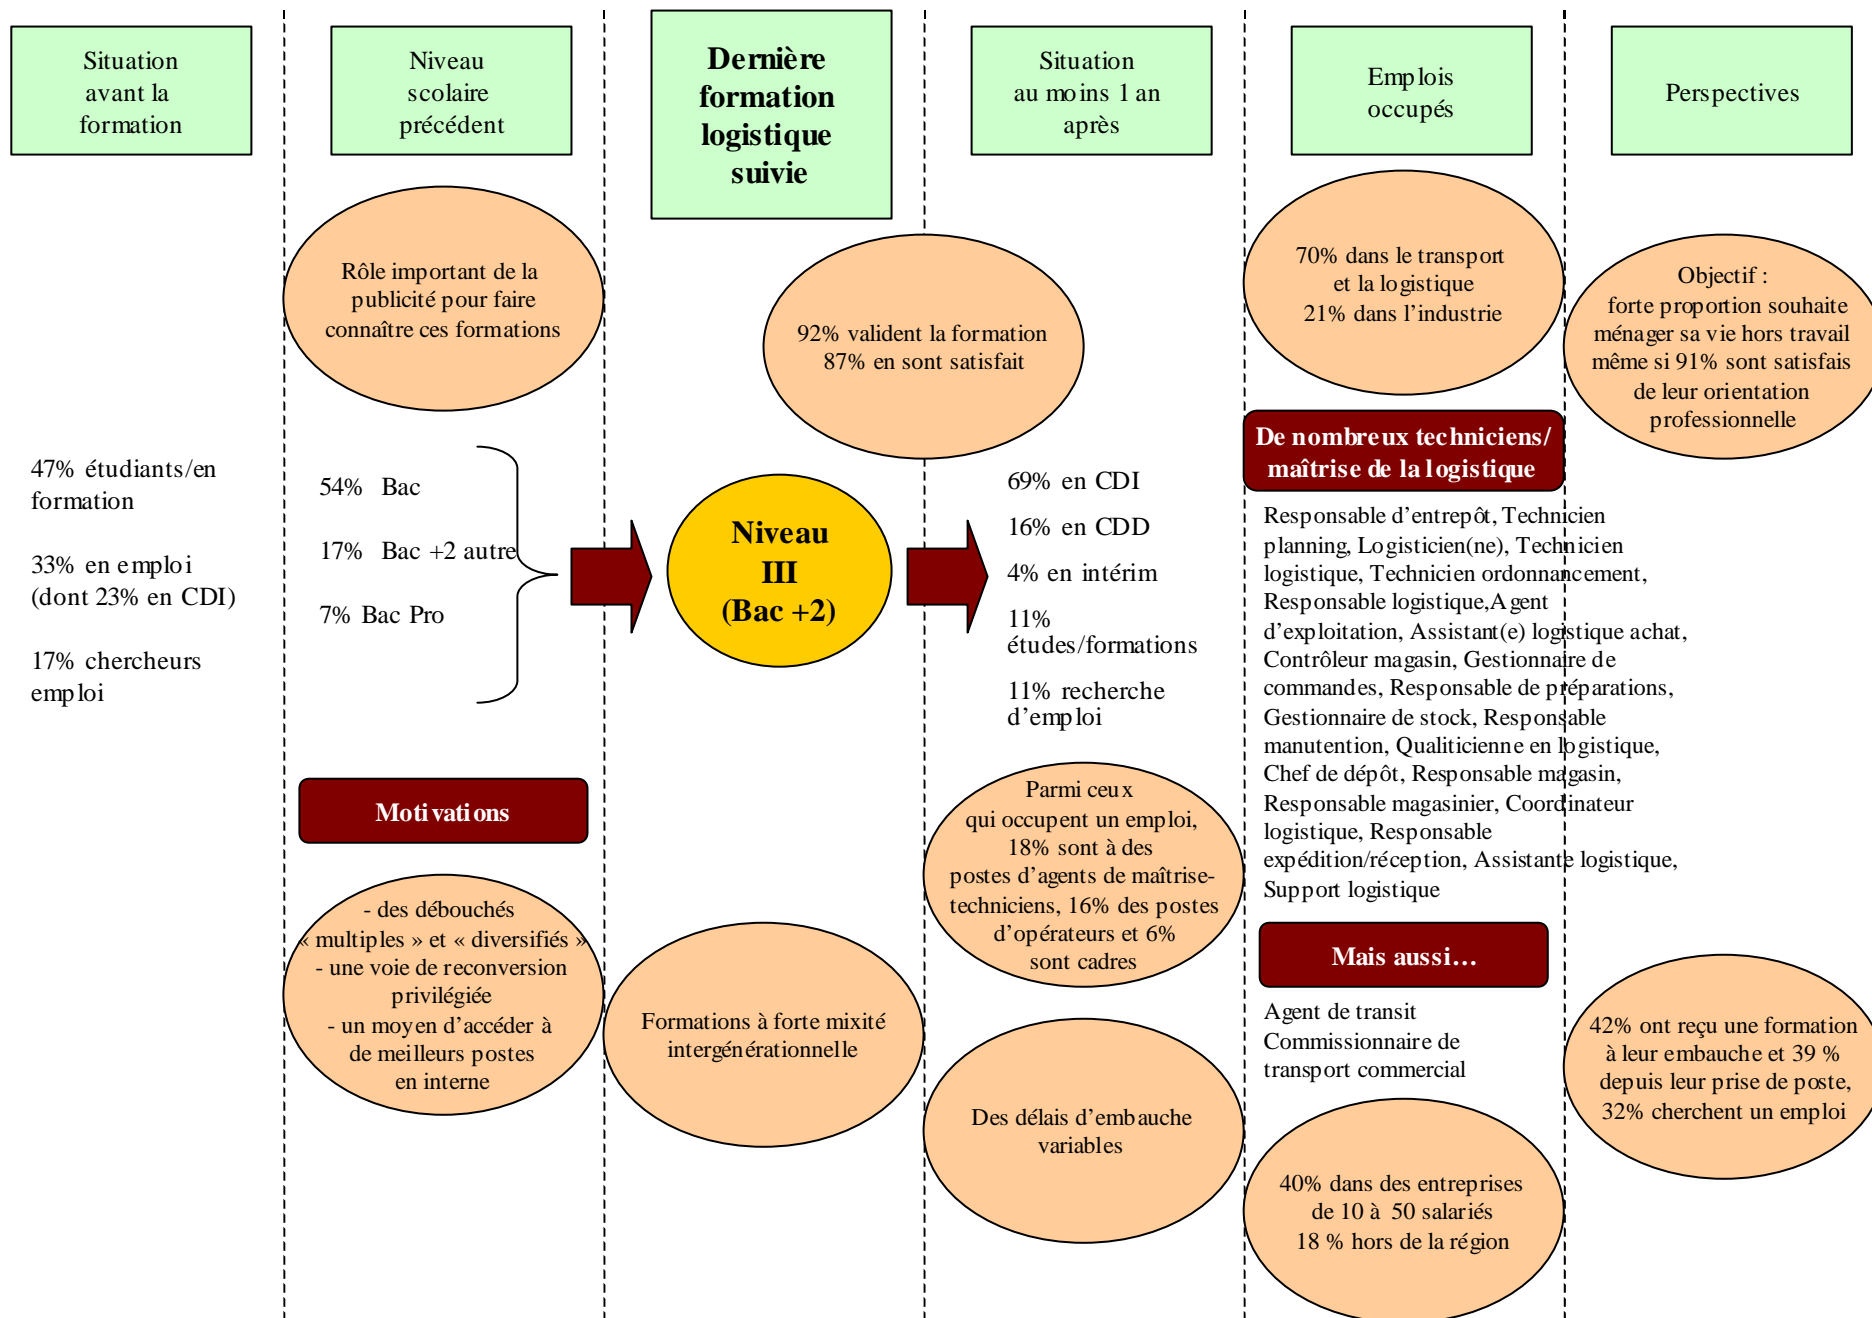 Situation
avant la
formation
Niveau
scolaire
précédent
Dernière
formation
logistique
suivie
Situation
au moins 1 an
après
Emplois
occupés
Perspectives
47% étudiants/en
formation
33% en emploi
(dont 23% en CDI)
17% chercheurs
emploi
Rôle important de la
publicité pour faire
connaître ces formations
54% Bac
17% Bac +2 autre
7% Bac Pro
Motivations
- des débouchés
« multiples » et « diversifiés »
- une voie de reconversion
privilégiée
- un moyen d’accéder à
de meilleurs postes
en interne
92% valident la formation
87% en sont satisfait
Niveau
III
(Bac +2)
Formations à forte mixité
intergénérationnelle
69% en CDI
16% en CDD
4% en intérim
11%
études/formations
11% recherche
d’emploi
Parmi ceux
qui occupent un emploi,
18% sont à des
postes d’agents de maîtrise-
techniciens, 16% des postes
d’opérateurs et 6%
sont cadres
Des délais d’embauche
variables
70% dans le transport
et la logistique
21% dans l’industrie
De nombreux techniciens/
maîtrise de la logistique
Responsable d’entrepôt, Technicien
planning, Logisticien(ne), Technicien
logistique, Technicien ordonnancement,
Responsable logistique,Agent
d’exploitation, Assistant(e) logistique achat,
Contrôleur magasin, Gestionnaire de
commandes, Responsable de préparations,
Gestionnaire de stock, Responsable
manutention, Qualiticienne en logistique,
Chef de dépôt, Responsable magasin,
Responsable magasinier, Coordinateur
logistique, Responsable
expédition/réception, Assistante logistique,
Support logistique
Mais aussi…
Agent de transit
Commissionnaire de
transport commercial
40% dans des entreprises
de 10 à 50 salariés
18 % hors de la région
Objectif :
forte proportion souhaite
ménager sa vie hors travail
même si 91% sont satisfais
de leur orientation
professionnelle
42% ont reçu une formation
à leur embauche et 39 %
depuis leur prise de poste,
32% cherchent un emploi